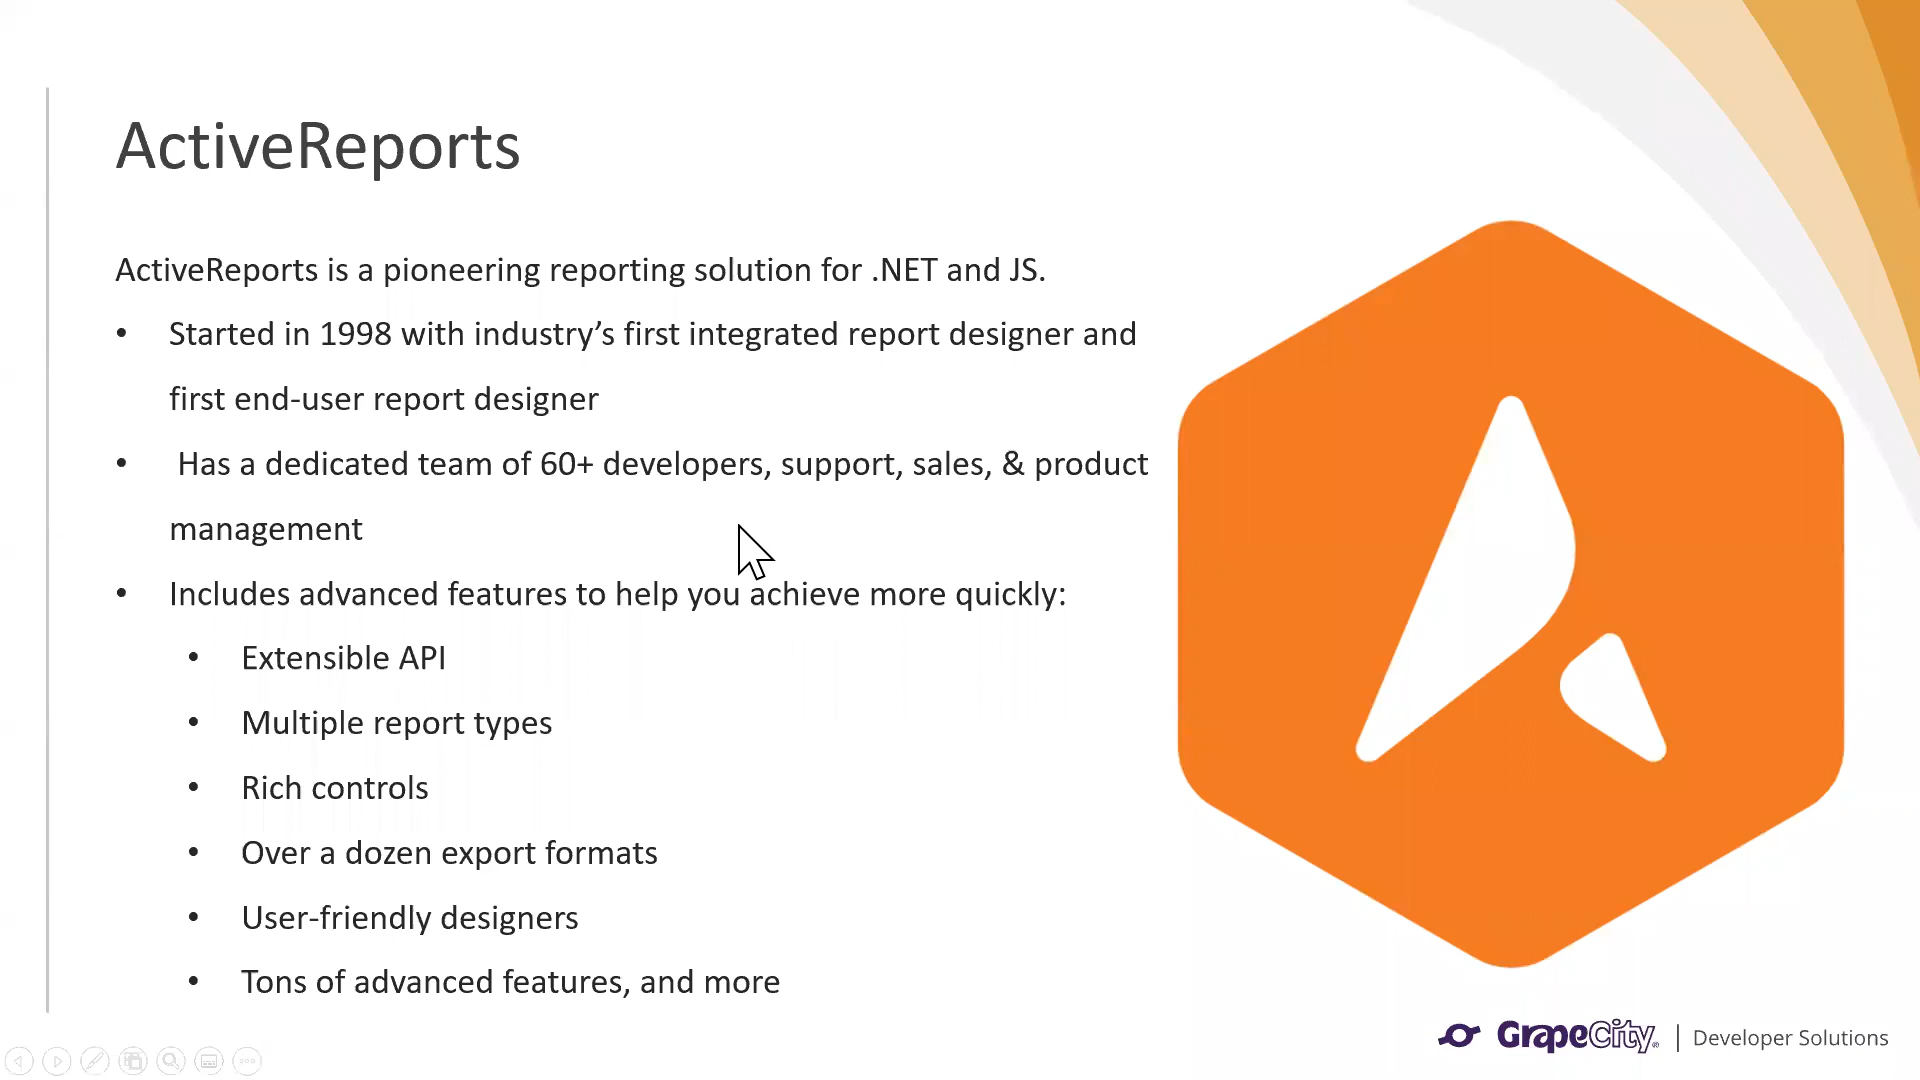 ActiveReports
ActiveReports is a pioneering reporting solution for .NET and JS.
• Started in 1998 with industry’s first integrated report designer and
first end-user report designer
• Has a dedicated team of 60+ developers, support, sales, & product
management
• Includes advanced features to help you achieve more quickly:
• Extensible API
• Multiple report types
• Rich controls
• Over a dozen export formats
• User-friendly designers
• Tons of advanced features, and more
GrapeCity® | Developer Solutions